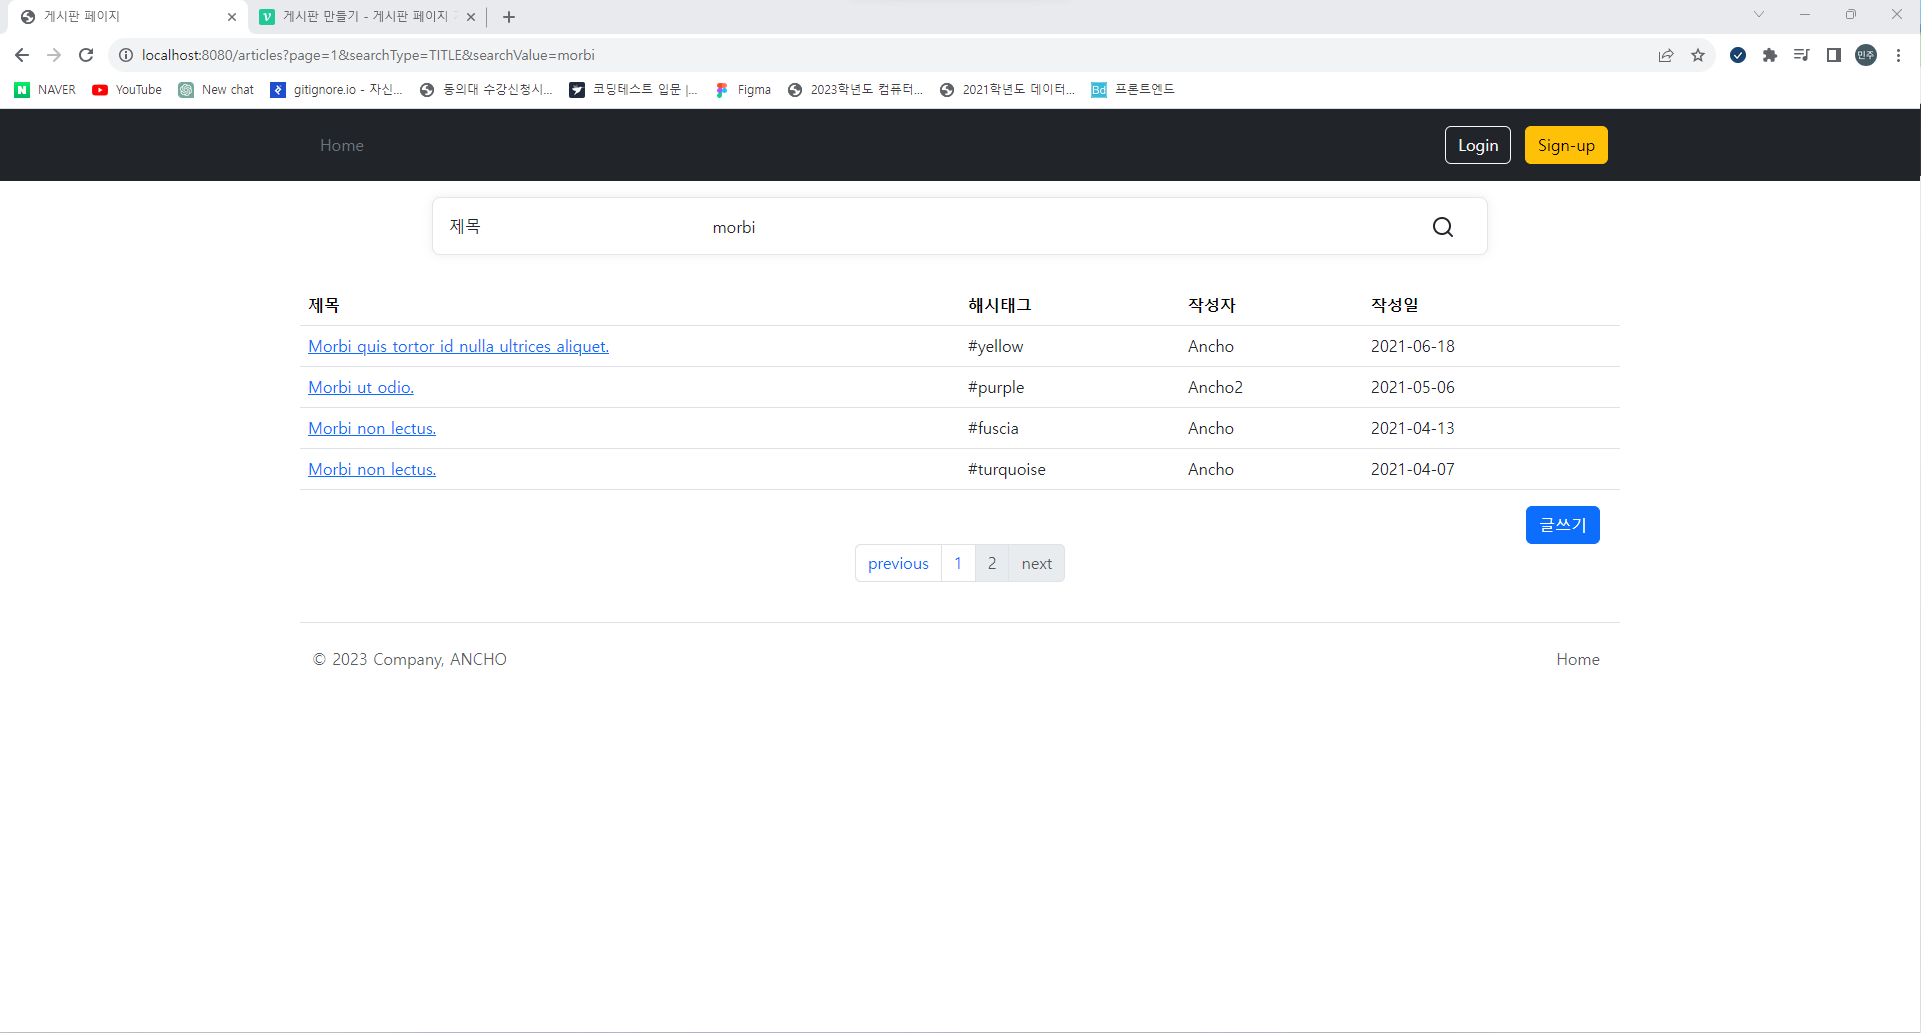 게시판 페이지
게시판 만들기 - 게시판 페이지
localhost:8080/articles?page=1&searchType=TITLE&searchValue=morbi
민주
NAVER YouTube New chat gitignore.io - 자신... 동의대 수강신청시... 코딩테스트 입문 |... Figma 2023학년도 컴퓨터... 2021학년도 데이터... Bd 프론트엔드
Home Login Sign-up
제목 morbi
제목 해시태그 작성자 작성일
Morbi quis tortor id nulla ultrices aliquet. #yellow Ancho 2021-06-18
Morbi ut odio. #purple Ancho2 2021-05-06
Morbi non lectus. #fuscia Ancho 2021-04-13
Morbi non lectus. #turquoise Ancho 2021-04-07
글쓰기
previous 1 2 next
© 2023 Company, ANCHO Home